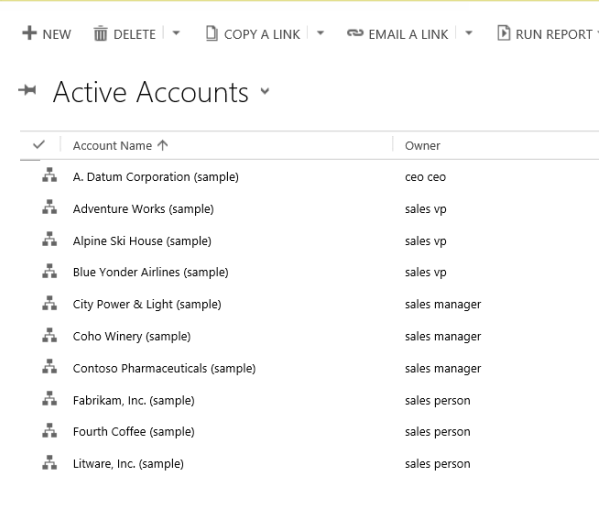 NEW DELETE COPY A LINK EMAIL A LINK RUN REPORT
Active Accounts
Account Name Owner
A. Datum Corporation (sample) ceo ceo
Adventure Works (sample) sales vp
Alpine Ski House (sample) sales vp
Blue Yonder Airlines (sample) sales vp
City Power & Light (sample) sales manager
Coho Winery (sample) sales manager
Contoso Pharmaceuticals (sample) sales manager
Fabrikam, Inc. (sample) sales person
Fourth Coffee (sample) sales person
Litware, Inc. (sample) sales person